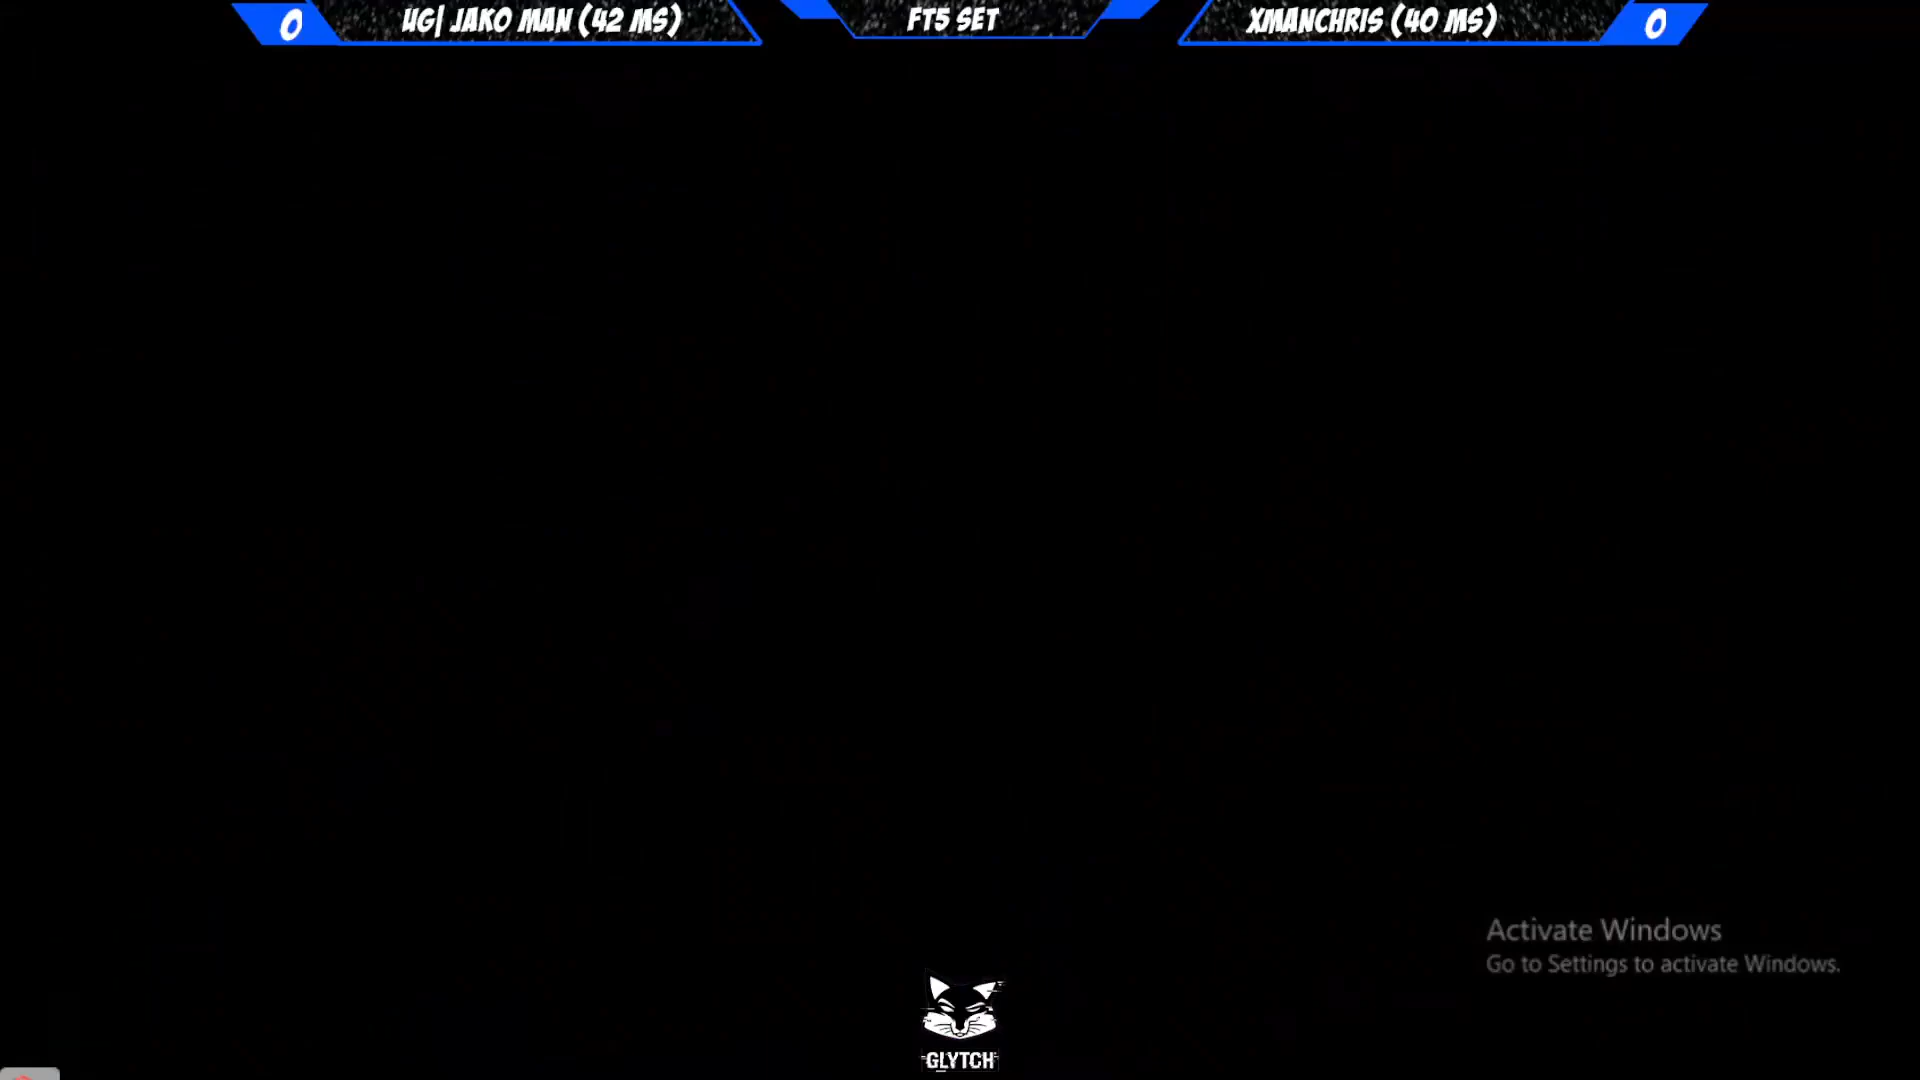 0 UG| JAKO MAN (42 MS) FT5 SET XMANCHRIS (40 MS) 0
Activate Windows
Go to Settings to activate Windows.
GLYTCH